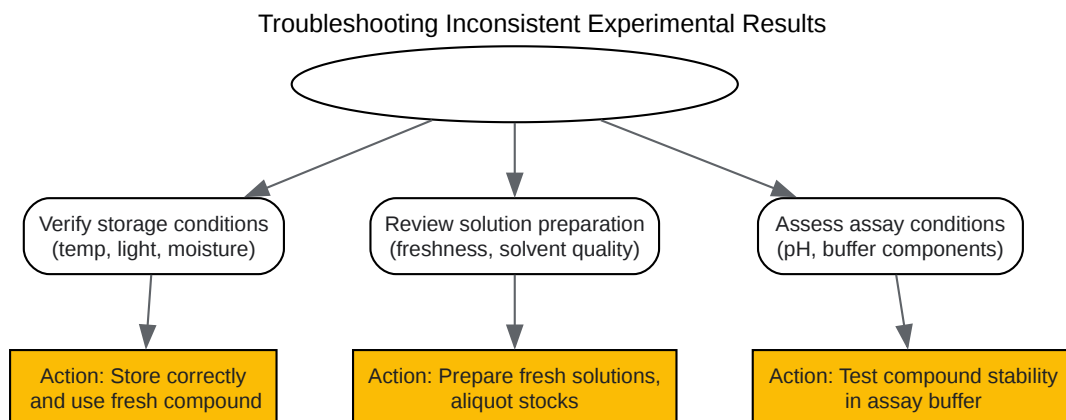 Troubleshooting Inconsistent Experimental Results
Verify storage conditions
(temp, light, moisture)
Review solution preparation
(freshness, solvent quality)
Assess assay conditions
(pH, buffer components)
Action: Store correctly
and use fresh compound
Action: Prepare fresh solutions,
aliquot stocks
Action: Test compound stability
in assay buffer